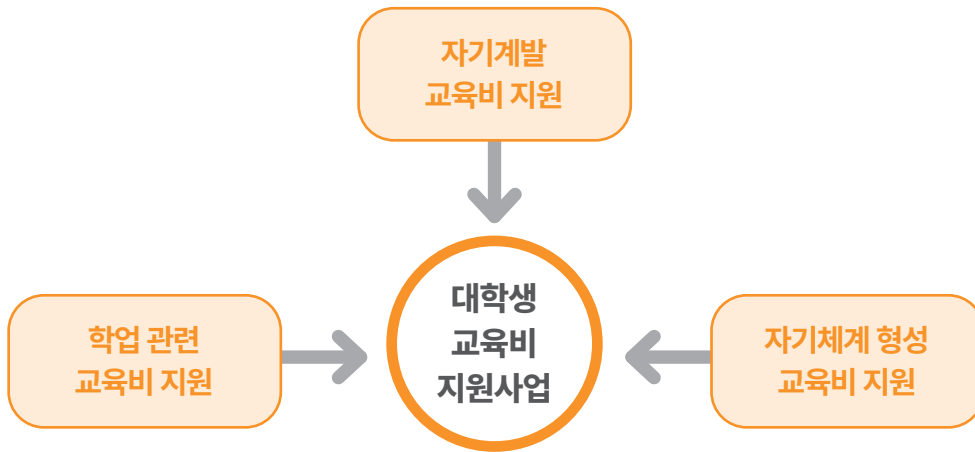 자기계발
교육비 지원
대학생
교육비
지원사업
학업 관련
교육비 지원
자기체계 형성
교육비 지원